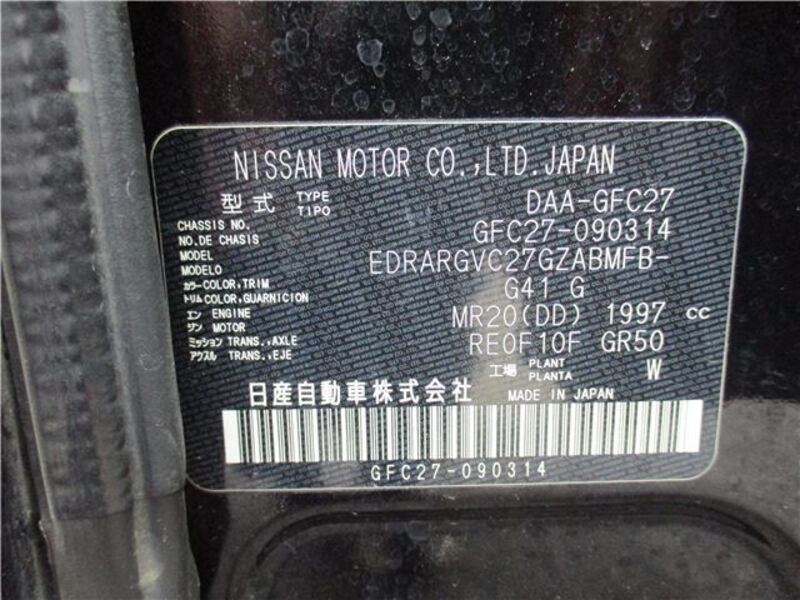 NISSAN MOTOR CO.,LTD.JAPAN
型式 TYPE TIPO DAA-GFC27
CHASSIS NO.
NO.DE CHASIS GFC27-090314
MODEL
MODELO EDRARGVC27GZABMFB-
カラー COLOR,TRIM
トリム COLOR,GUARNICION G41 G
エン ENGINE
ジン MOTOR MR20(DD) 1997 cc
ミッション TRANS.,AXLE
アクスル TRANS.,EJE RE0F10F GR50
工場 PLANT PLANTA W
日産自動車株式会社 MADE IN JAPAN
GFC27-090314